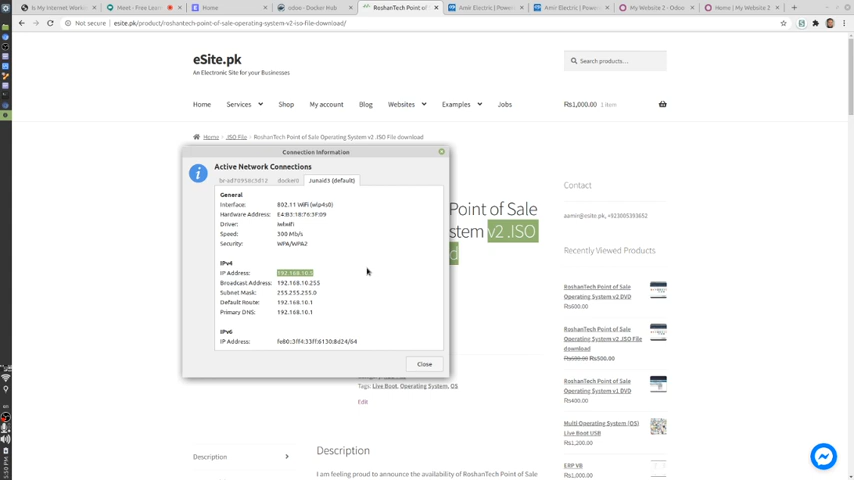 Is My Internet Work
Meet - Free Lear
Home
odoo - Docker Hub
RoshanTech Point of
Amir Electric | Power
Amir Electric | Power
My Website 2 - Odoo
Home | My Website 2
Not secure | esite.pk/product/roshantech-point-of-sale-operating-system-v2-iso-file-download/
eSite.pk
An Electronic Site for your Businesses
Search products…
Home
Services
Shop
My account
Blog
Websites
Examples
Jobs
₨1,000.00 1 item
Home > .ISO File > RoshanTech Point of Sale Operating System v2 .ISO File download
Connection Information
Active Network Connections
docker0
Junaid3 (default)
General
Interface: 802.11 WiFi (wlp4s0)
Hardware Address: E4:B3:18:76:3F:09
Driver: iwlwifi
Speed: 300 Mb/s
Security: WPA/WPA2
IPv4
IP Address: 192.168.10.5
Broadcast Address: 192.168.10.255
Subnet Mask: 255.255.255.0
Default Route: 192.168.10.1
Primary DNS: 192.168.10.1
IPv6
IP Address: fe80:3ff4:33ff:6130:8d24/64
Close
Point of Sale
stem v2 .ISO
d
Tags: Live Boot, Operating System, OS
Edit
Contact
aamir@esite.pk, +923005393652
Recently Viewed Products
RoshanTech Point of Sale
Operating System v2 DVD
₨600.00
RoshanTech Point of Sale
Operating System v2 .ISO File
download
₨600.00 ₨500.00
RoshanTech Point of Sale
Operating System v1 DVD
₨400.00
Multi Operating System (OS)
Live Boot USB
₨1,000.00
ERP V8
₨1,000.00
Description
Description
I am feeling proud to announce the availability of RoshanTech Point of Sale
en
5:50 PM